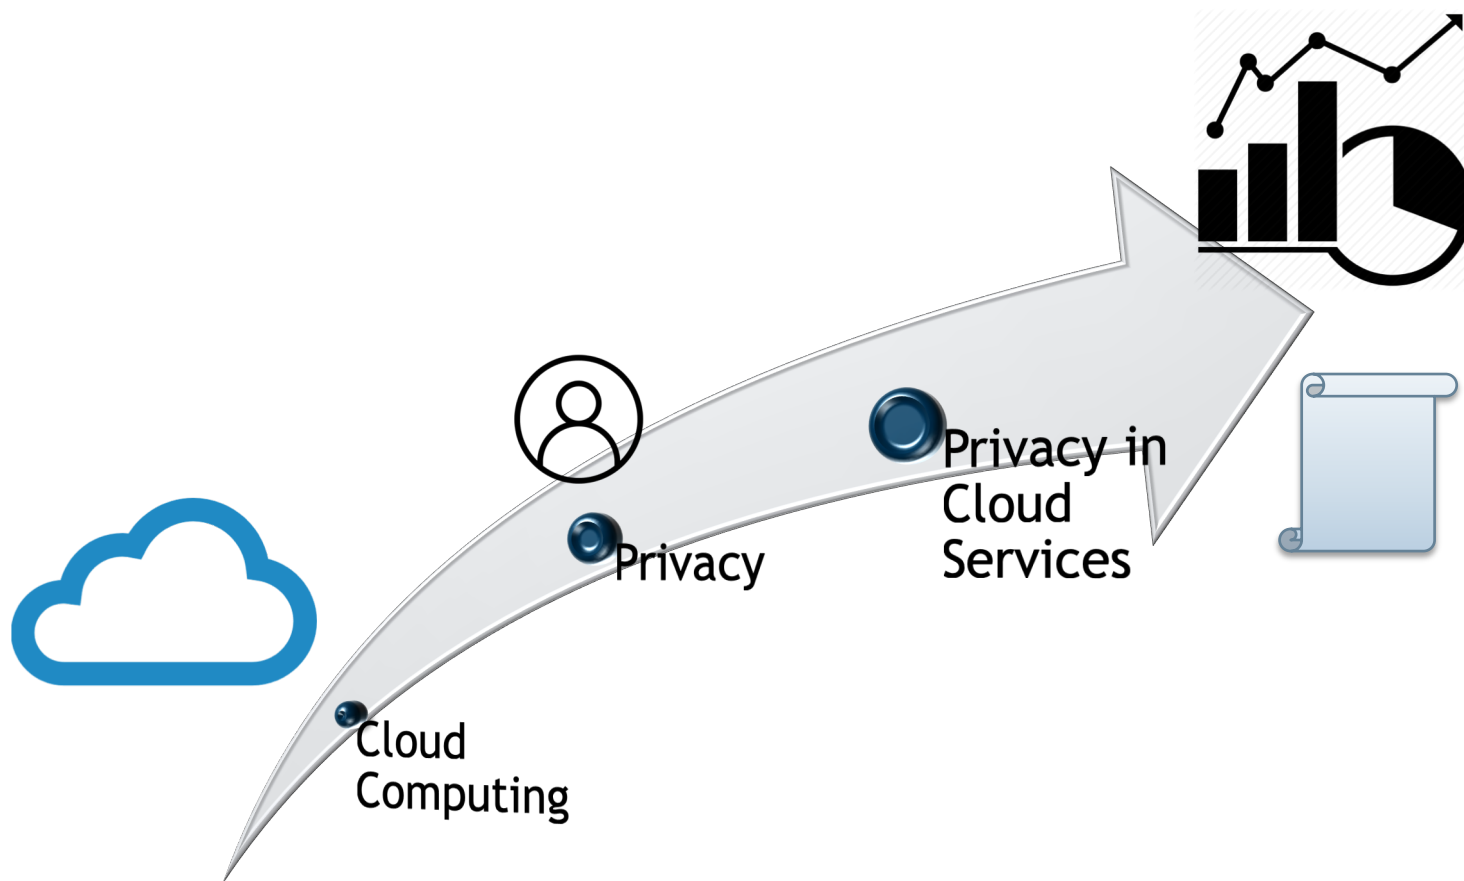 Cloud
Computing
Privacy
Privacy in
Cloud
Services